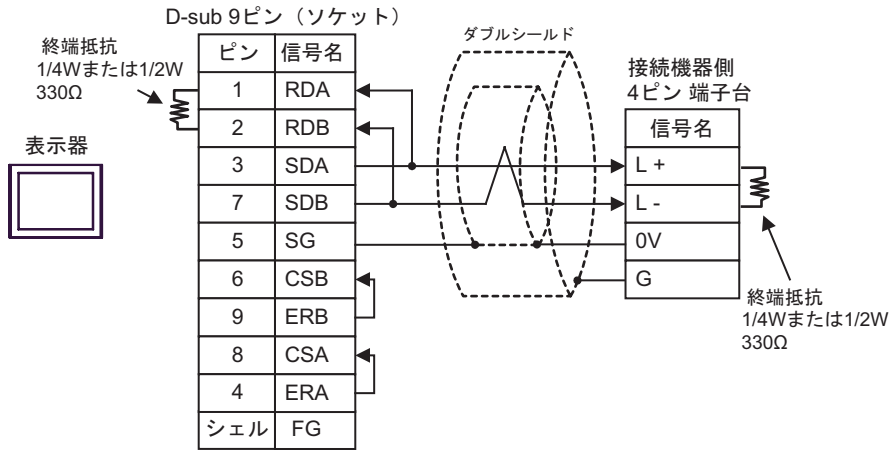 D-sub 9ピン（ソケット）
終端抵抗
1/4Wまたは1/2W
330Ω
表示器
ピン 信号名
1 RDA
2 RDB
3 SDA
7 SDB
5 SG
6 CSB
9 ERB
8 CSA
4 ERA
シェル FG
ダブルシールド
接続機器側
4ピン 端子台
信号名
L +
L -
0V
G
終端抵抗
1/4Wまたは1/2W
330Ω